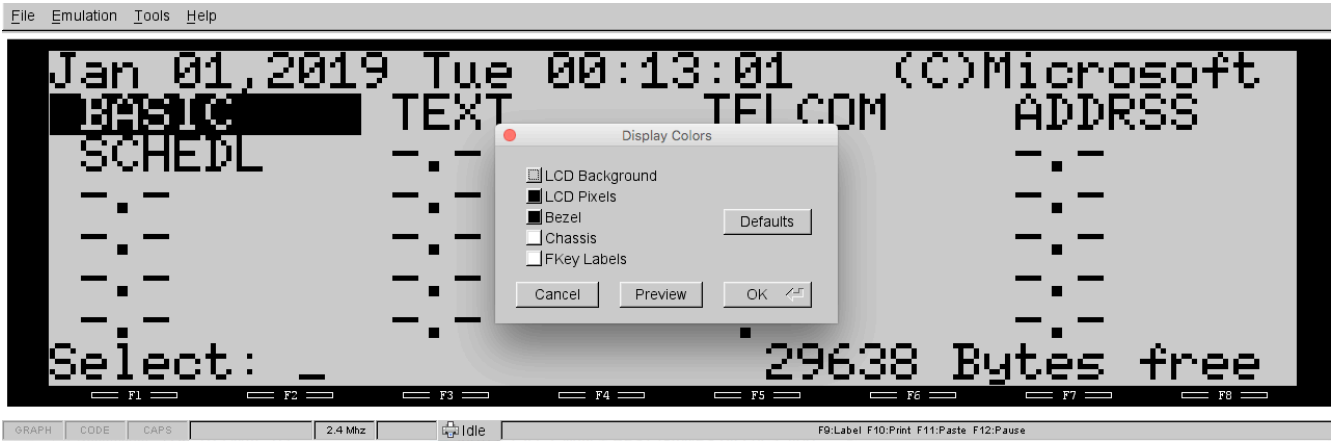 File Emulation Tools Help
Jan 01,2019 Tue 00:13:01 (C)Microsoft
BASIC TEXT TELCOM ADDRSS
SCHEDL -.- -.-
-.- -.- -.-
-.- -.- -.-
-.- -.- -.-
-.- -.- -.-
Select: _ 29638 Bytes free
Display Colors
LCD Background
LCD Pixels
Bezel
Chassis
FKey Labels
Defaults
Cancel Preview OK
F1 F2 F3 F4 F5 F6 F7 F8
GRAPH CODE CAPS 2.4 Mhz Idle F9:Label F10:Print F11:Paste F12:Pause